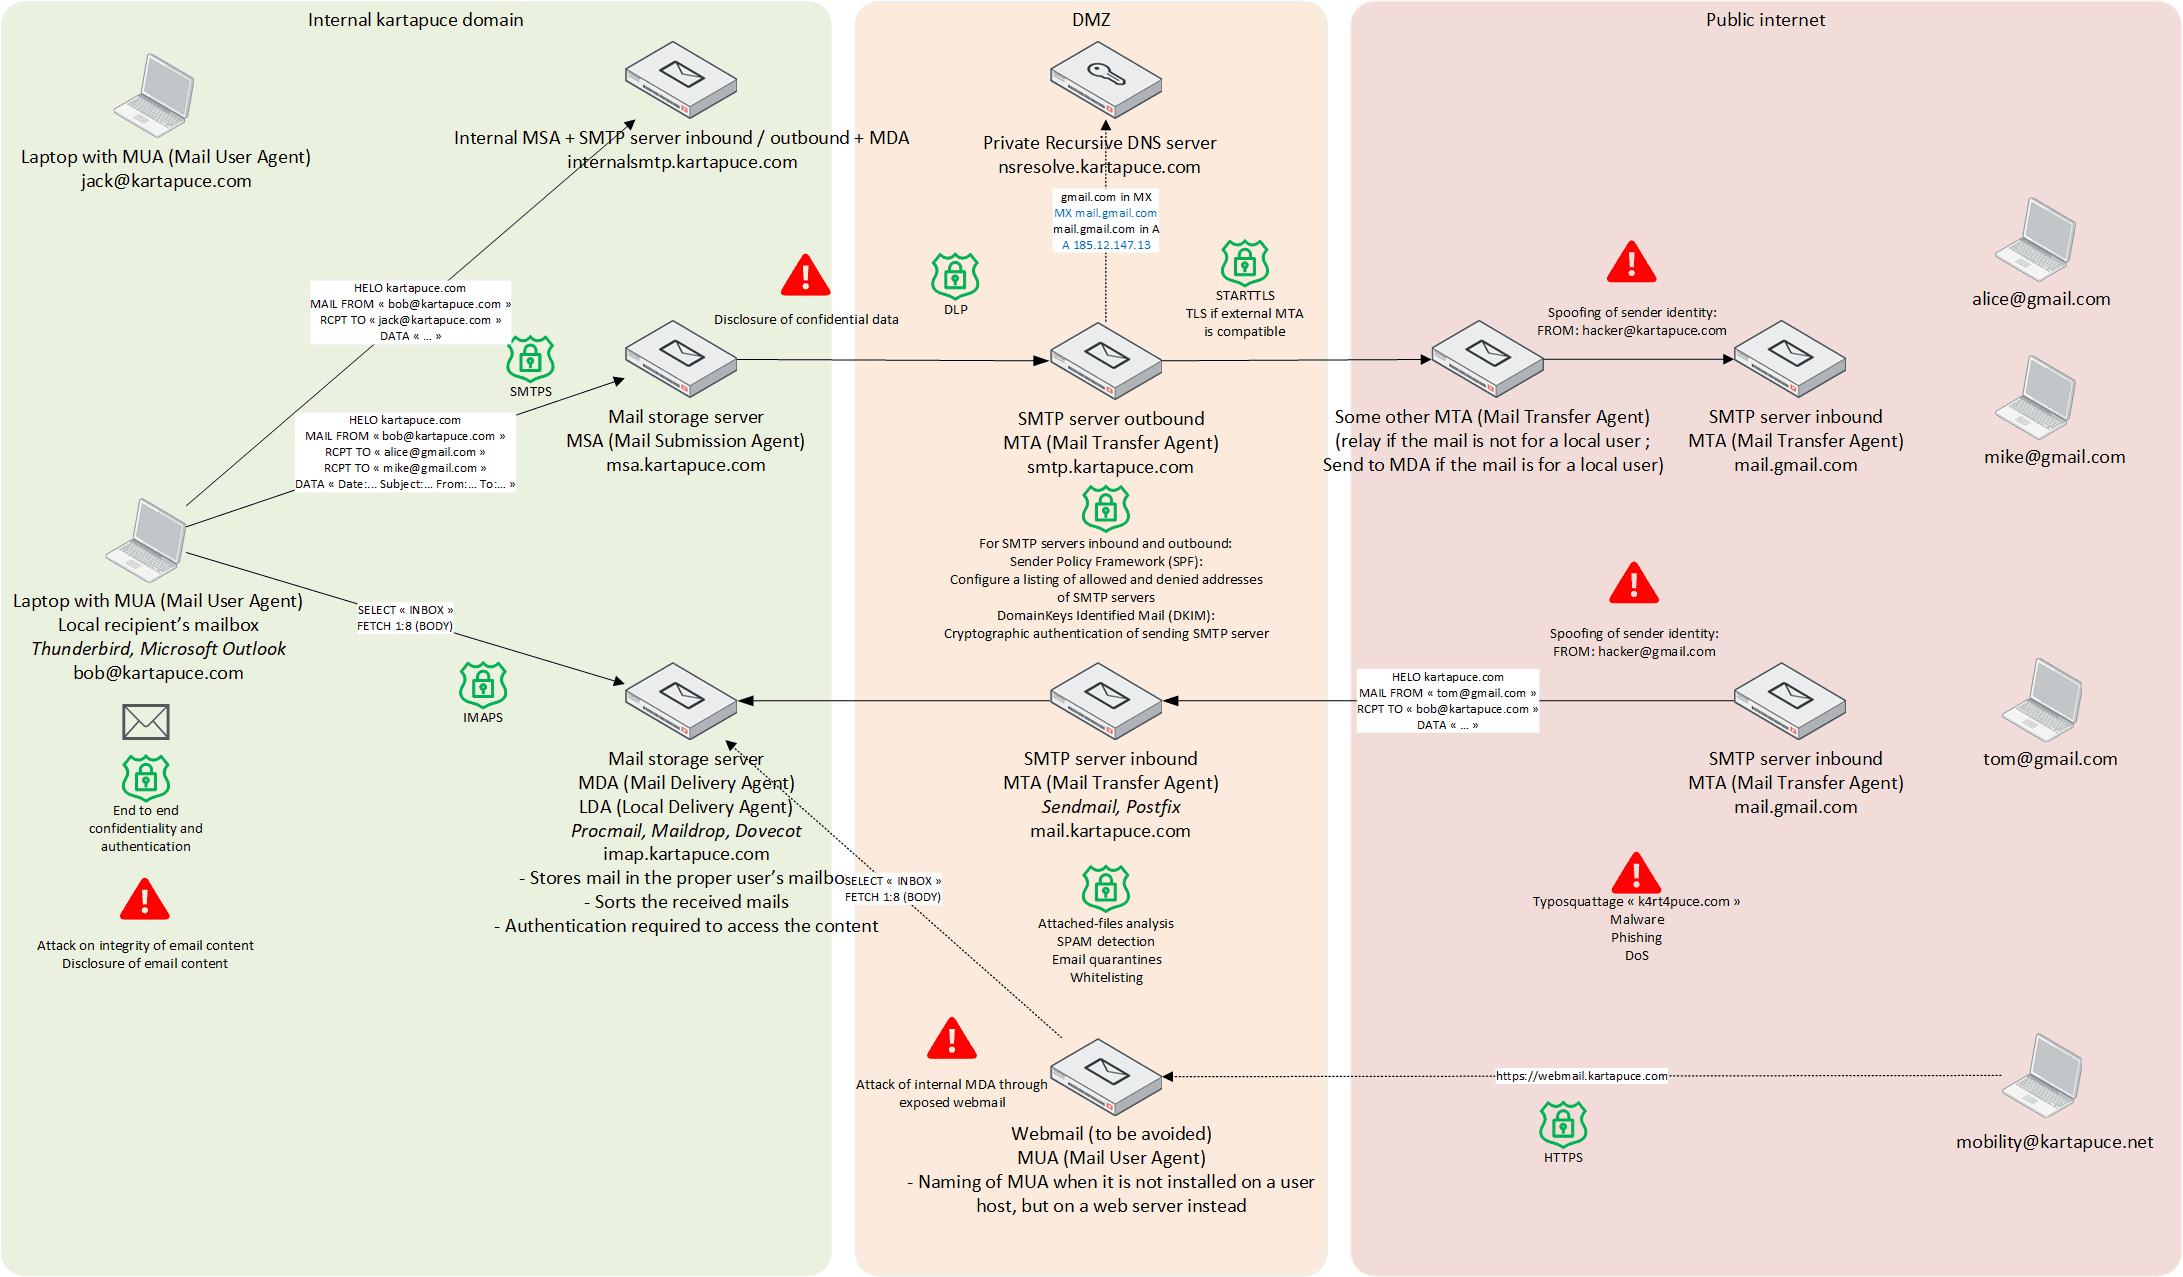 Internal kartapuce domain
DMZ
Public internet
Laptop with MUA (Mail User Agent)
jack@kartapuce.com
Internal MSA + SMTP server inbound / outbound + MDA
internalsmtp.kartapuce.com
Private Recursive DNS server
nsresolve.kartapuce.com
gmail.com in MX
MX mail.gmail.com
mail.gmail.com in A
A 185.12.147.13
HELO kartapuce.com
MAIL FROM « bob@kartapuce.com »
RCPT TO « jack@kartapuce.com »
DATA « ... »
SMTPS
Disclosure of confidential data
DLP
STARTTLS
TLS if external MTA
is compatible
Spoofing of sender identity:
FROM: hacker@kartapuce.com
alice@gmail.com
HELO kartapuce.com
MAIL FROM « bob@kartapuce.com »
RCPT TO « alice@gmail.com »
RCPT TO « mike@gmail.com »
DATA « Date:... Subject:... From:... To:... »
Mail storage server
MSA (Mail Submission Agent)
msa.kartapuce.com
SMTP server outbound
MTA (Mail Transfer Agent)
smtp.kartapuce.com
Some other MTA (Mail Transfer Agent)
(relay if the mail is not for a local user ;
Send to MDA if the mail is for a local user)
SMTP server inbound
MTA (Mail Transfer Agent)
mail.gmail.com
mike@gmail.com
For SMTP servers inbound and outbound:
Sender Policy Framework (SPF):
Configure a listing of allowed and denied addresses
of SMTP servers
DomainKeys Identified Mail (DKIM):
Cryptographic authentication of sending SMTP server
Laptop with MUA (Mail User Agent)
Local recipient's mailbox
Thunderbird, Microsoft Outlook
bob@kartapuce.com
SELECT « INBOX »
FETCH 1:8 (BODY)
IMAPS
Spoofing of sender identity:
FROM: hacker@gmail.com
HELO kartapuce.com
MAIL FROM « tom@gmail.com »
RCPT TO « bob@kartapuce.com »
DATA « ... »
End to end
confidentiality and
authentication
Attack on integrity of email content
Disclosure of email content
Mail storage server
MDA (Mail Delivery Agent)
LDA (Local Delivery Agent)
Procmail, Maildrop, Dovecot
imap.kartapuce.com
- Stores mail in the proper user's mailbo
- Sorts the received mails
- Authentication required to access the content
SELECT « INBOX »
FETCH 1:8 (BODY)
SMTP server inbound
MTA (Mail Transfer Agent)
Sendmail, Postfix
mail.kartapuce.com
Attached-files analysis
SPAM detection
Email quarantines
Whitelisting
SMTP server inbound
MTA (Mail Transfer Agent)
mail.gmail.com
tom@gmail.com
Typosquattage « k4rt4puce.com »
Malware
Phishing
DoS
Attack of internal MDA through
exposed webmail
Webmail (to be avoided)
MUA (Mail User Agent)
- Naming of MUA when it is not installed on a user
host, but on a web server instead
https://webmail.kartapuce.com
HTTPS
mobility@kartapuce.net